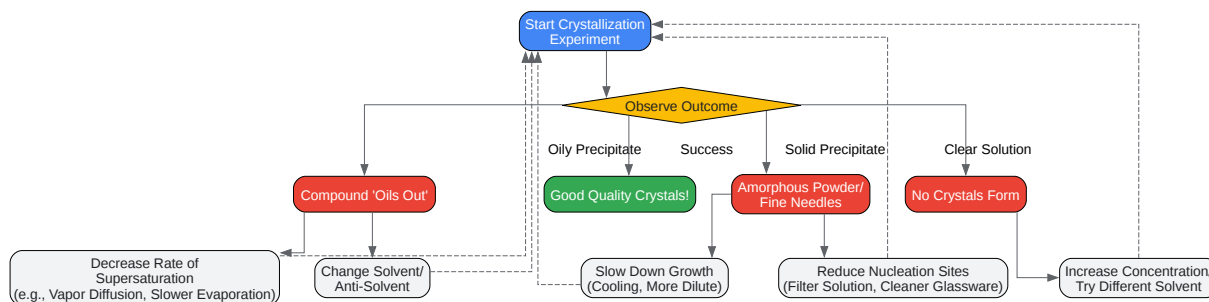 Start Crystallization
Experiment
Observe Outcome
Oily Precipitate
Success
Solid Precipitate
Clear Solution
Compound 'Oils Out'
Good Quality Crystals!
Amorphous Powder/
Fine Needles
No Crystals Form
Decrease Rate of
Supersaturation
(e.g., Vapor Diffusion, Slower Evaporation)
Change Solvent/
Anti-Solvent
Slow Down Growth
(Cooling, More Dilute)
Reduce Nucleation Sites
(Filter Solution, Cleaner Glassware)
Increase Concentration/
Try Different Solvent